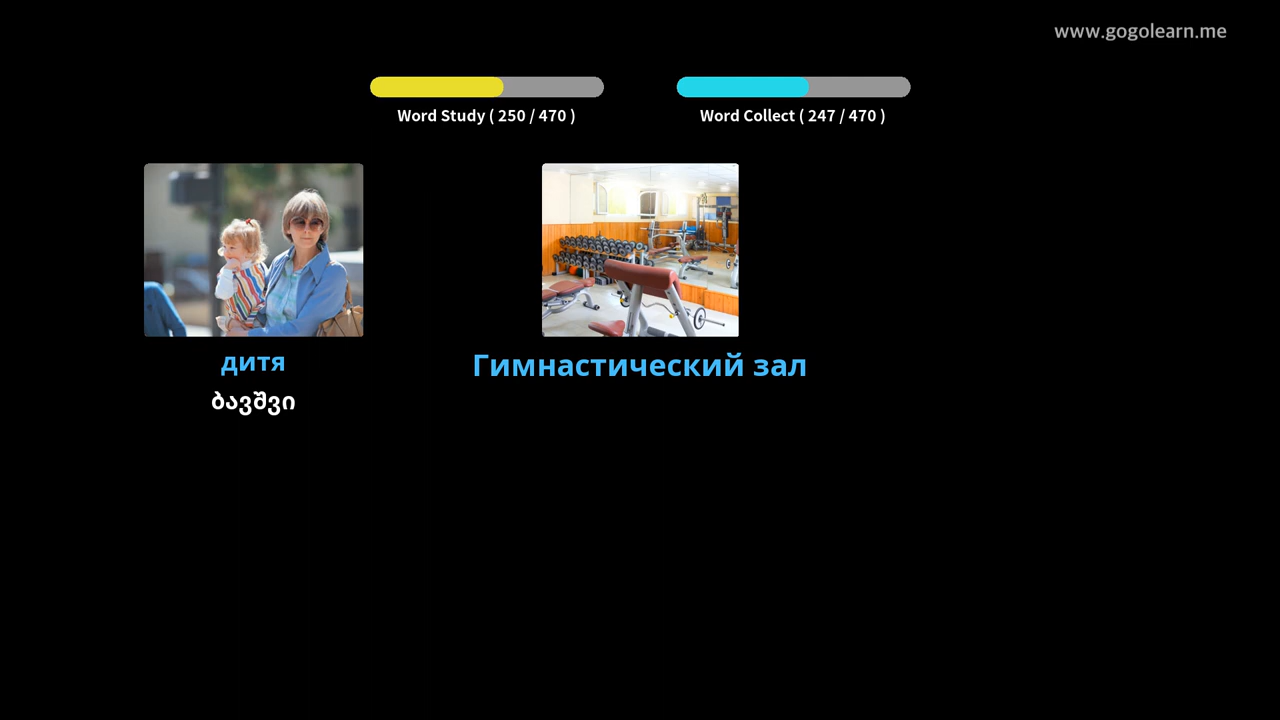 www.gogolearn.me
Word Study ( 250 / 470 )
Word Collect ( 247 / 470 )
дитя
ბავშვი
Гимнастический зал